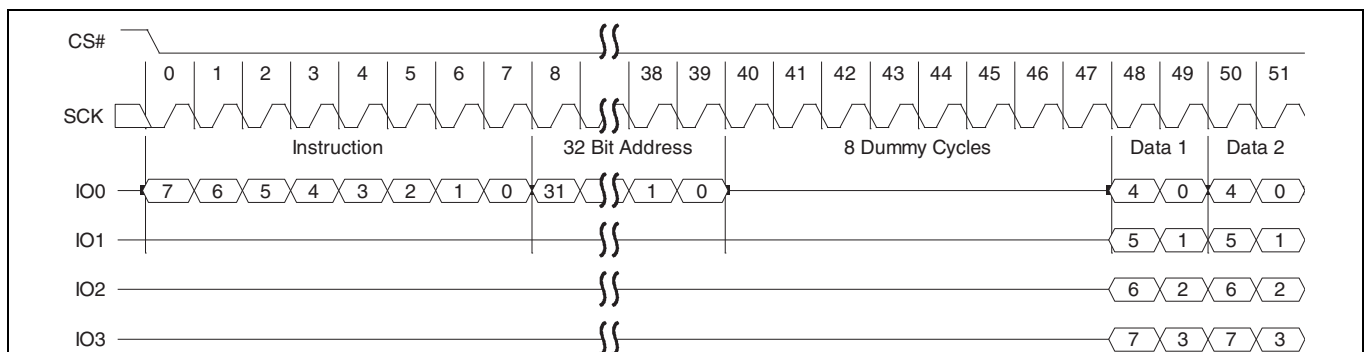 CS#
0 1 2 3 4 5 6 7 8 38 39 40 41 42 43 44 45 46 47 48 49 50 51
SCK
Instruction 32 Bit Address 8 Dummy Cycles Data 1 Data 2
IO0 7 6 5 4 3 2 1 0 31 1 0 4 0 4 0
IO1 5 1 5 1
IO2 6 2 6 2
IO3 7 3 7 3